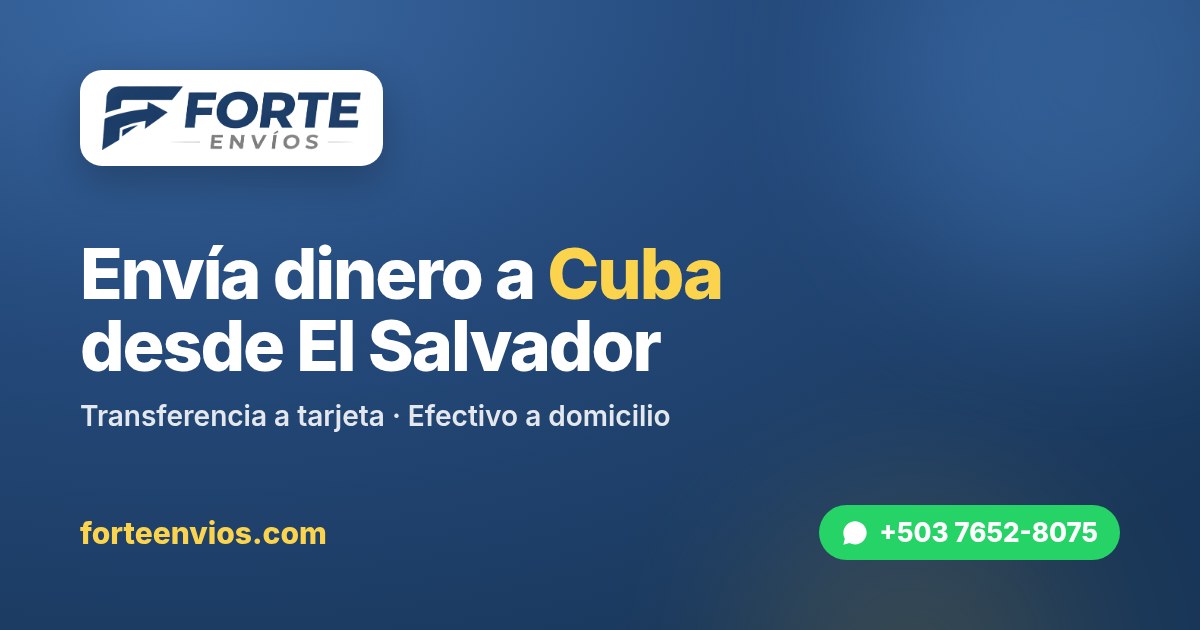 FORTE
ENVÍOS
Envía dinero a Cuba
desde El Salvador
Transferencia a tarjeta · Efectivo a domicilio
forteenvios.com
+503 7652-8075